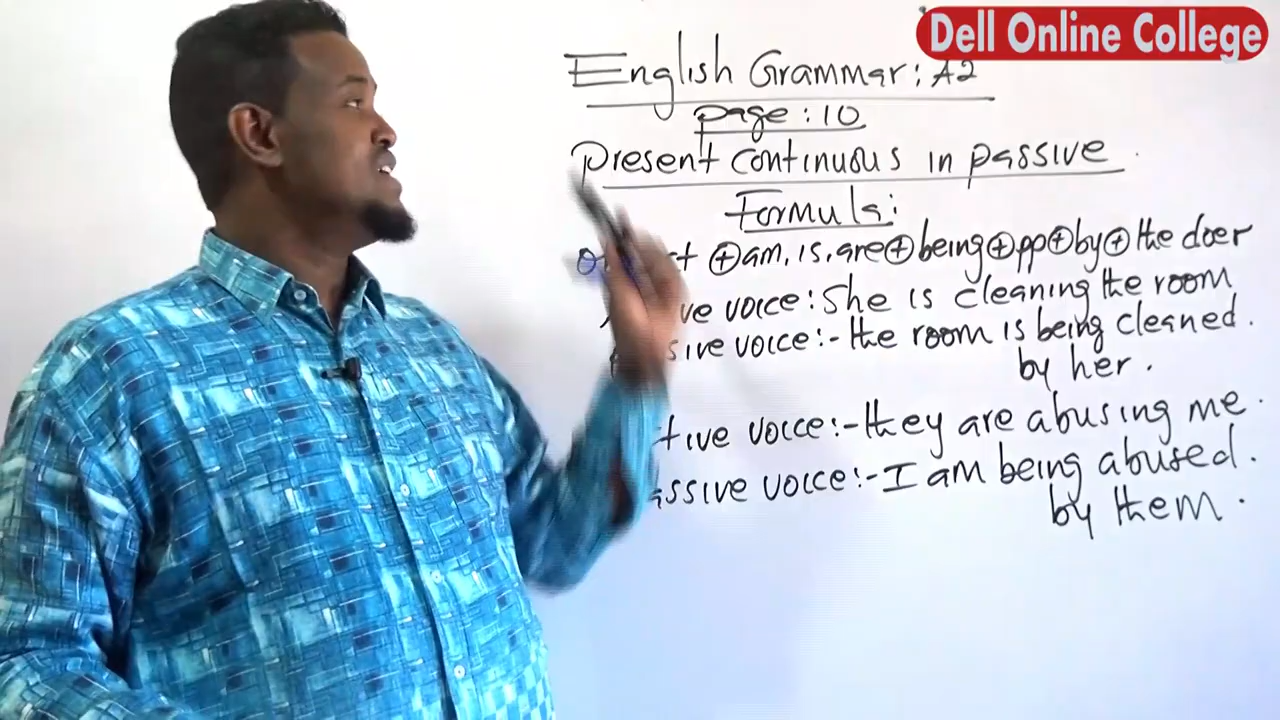 Dell Online College
English Grammar: A2
page: 10
Present continuous in passive
Formula:
⊕ am, is, are ⊕ being ⊕ pp ⊕ by ⊕ the doer
voice: She is cleaning the room
voice:- the room is being cleaned.
by her.
voice:- they are abusing me.
voice:- I am being abused.
by them.